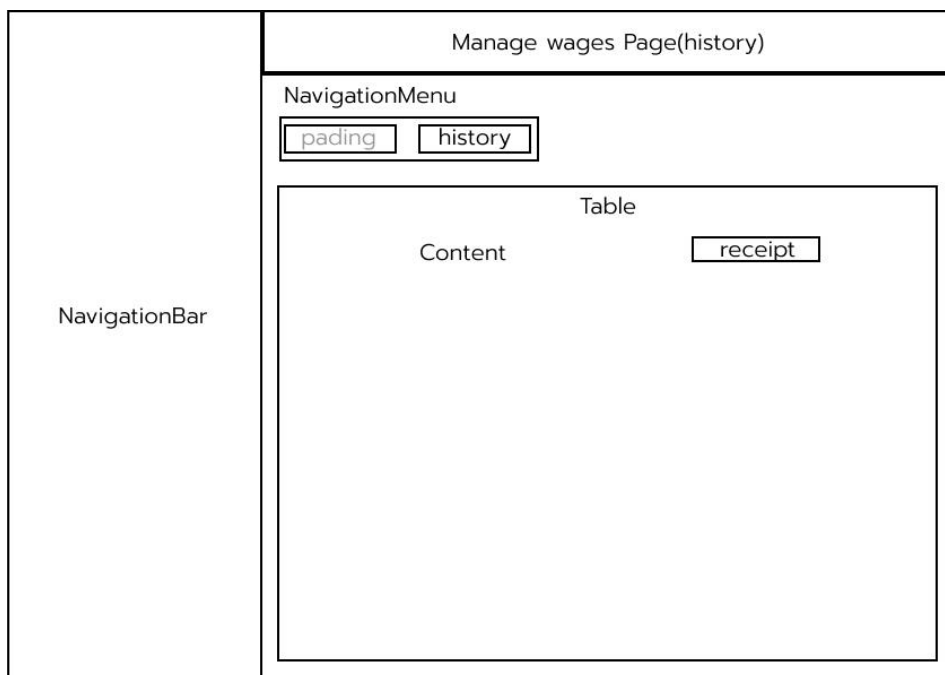 Manage wages Page(history)
NavigationMenu
pading
history
Table
Content
receipt
NavigationBar